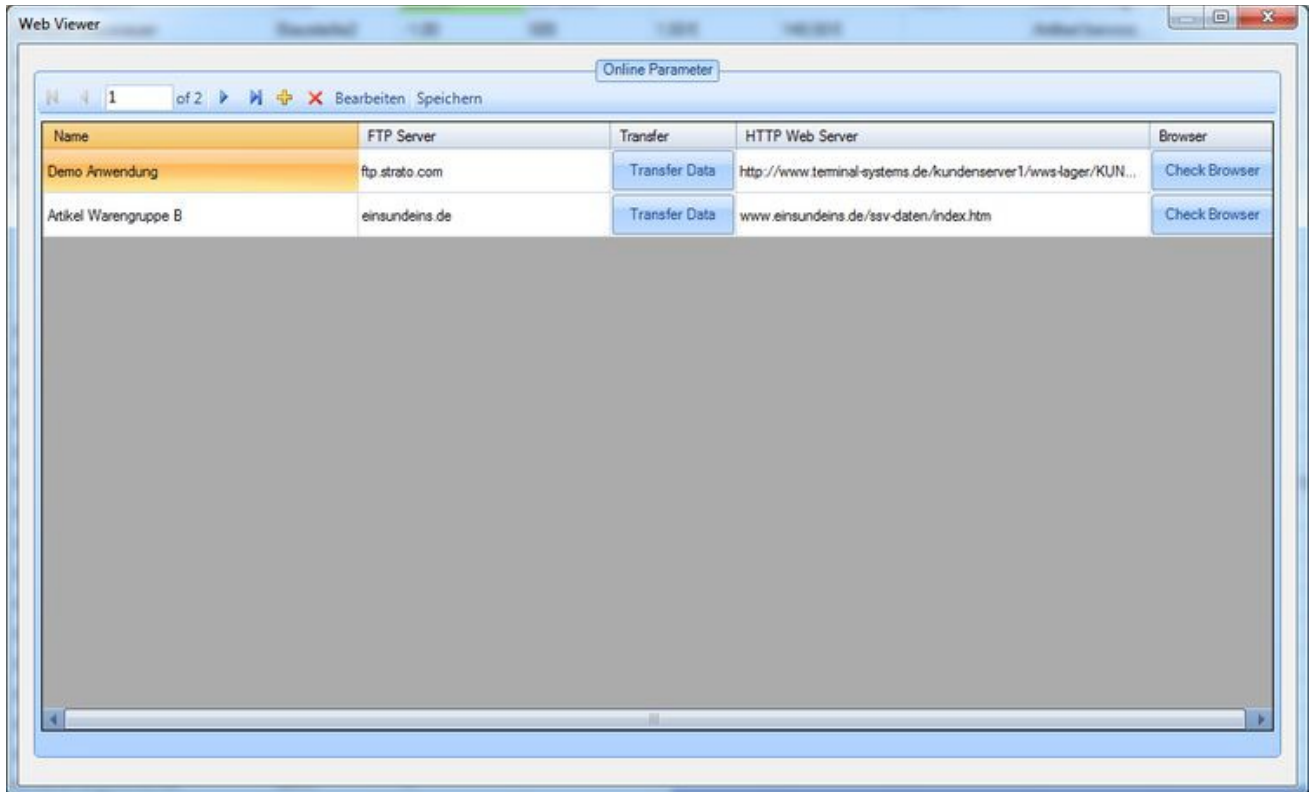 Web Viewer
Online Parameter
1 of 2 Bearbeiten Speichern
Name FTP Server Transfer HTTP Web Server Browser
Demo Anwendung ftp.strato.com Transfer Data http://www.terminal-systems.de/kundenserver1/wws-lager/KUN... Check Browser
Artikel Warengruppe B einsundeins.de Transfer Data www.einsundeins.de/ssv-daten/index.htm Check Browser